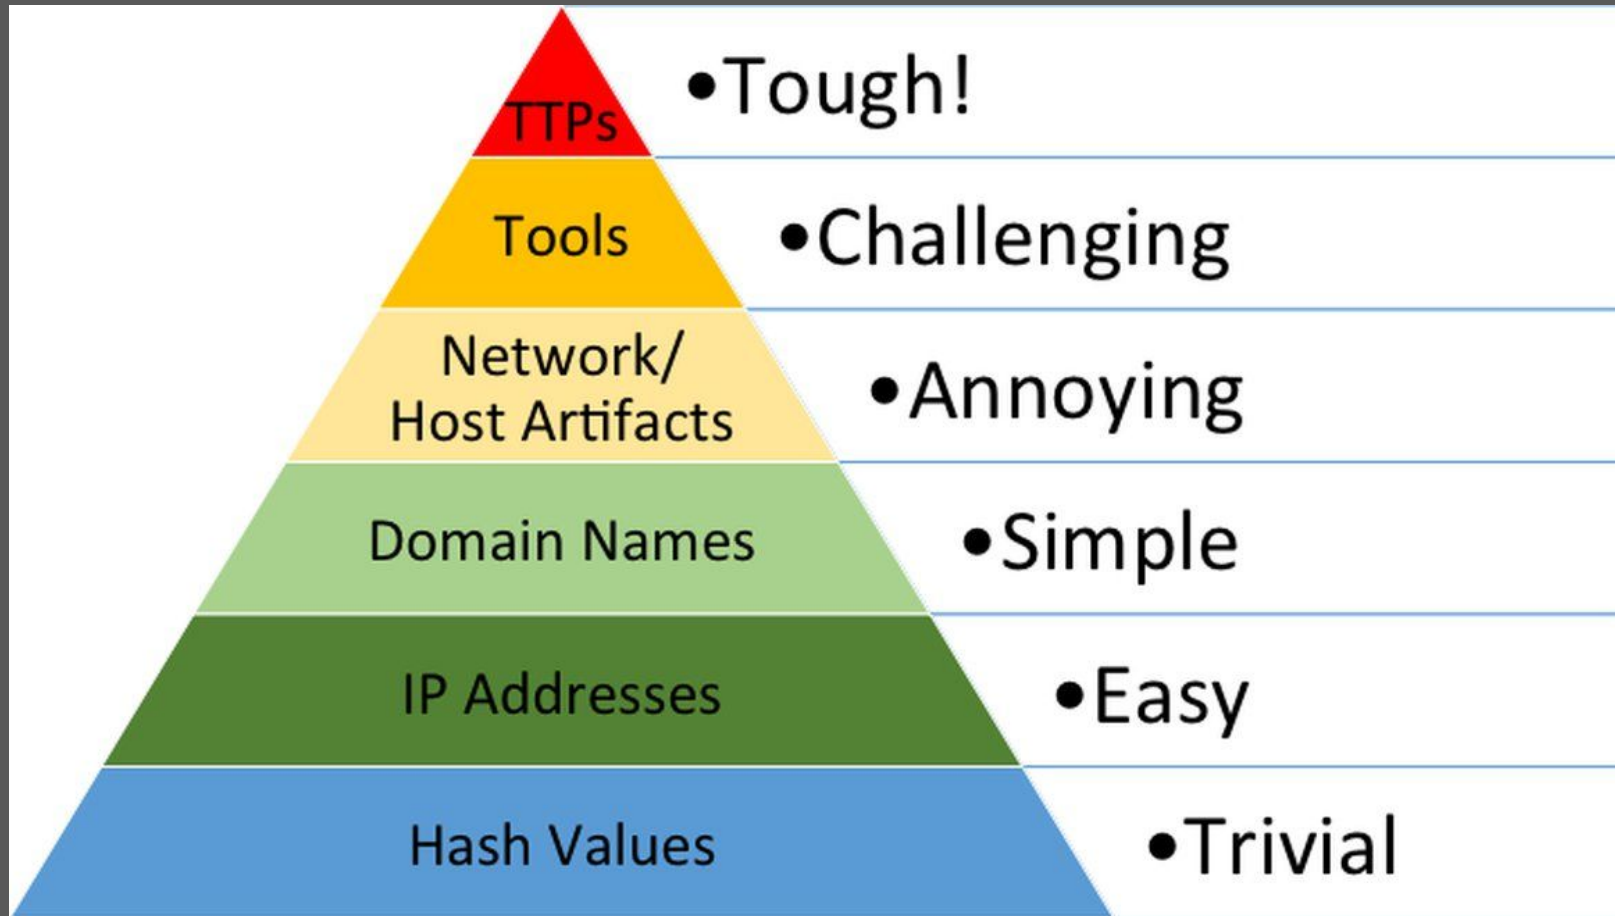 TTPs
•Tough!
Tools
•Challenging
Network/
Host Artifacts
•Annoying
Domain Names
•Simple
IP Addresses
•Easy
Hash Values
•Trivial